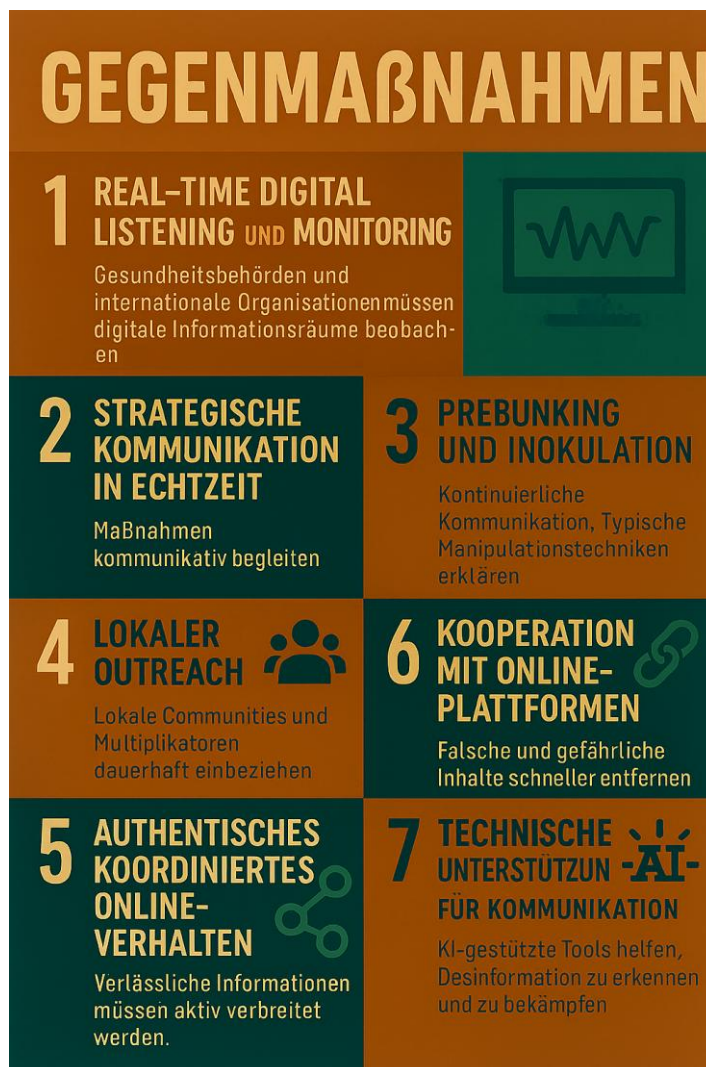 GEGENMAßNAHMEN
1 REAL-TIME DIGITAL
LISTENING UND MONITORING
Gesundheitsbehörden und
internationale Organisationenmüssen
digitale Informationsräume beobach-
en
2 STRATEGISCHE
KOMMUNIKATION
IN ECHTZEIT
Maßnahmen
kommunikativ begleiten
3 PREBUNKING
UND INOKULATION
Kontinuierliche
Kommunikation, Typische
Manipulationstechniken
erklären
4 LOKALER
OUTREACH
Lokale Communities und
Multiplikatoren
dauerhaft einbeziehen
6 KOOPERATION
MIT ONLINE-
PLATTFORMEN
Falsche und gefährliche
Inhalte schneller entfernen
5 AUTHENTISCHES
KOORDINIERTES
ONLINE-
VERHALTEN
Verlässliche Informationen
müssen aktiv verbreitet
werden.
7 TECHNISCHE
UNTERSTÜTZUN -AI-
FÜR KOMMUNIKATION
KI-gestützte Tools helfen,
Desinformation zu erkennen
und zu bekämpfen